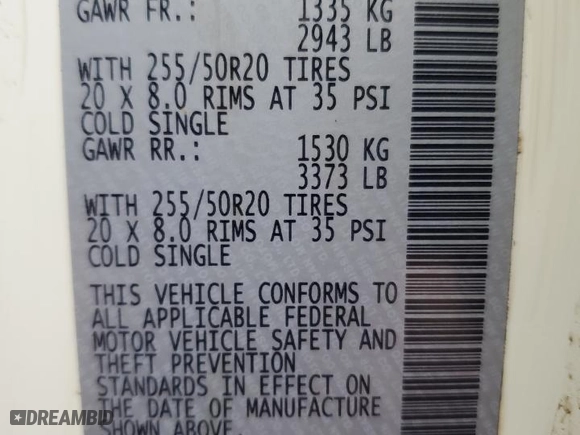 GAWR FR.: 1335 KG
2943 LB
WITH 255/50R20 TIRES
20 X 8.0 RIMS AT 35 PSI
COLD SINGLE
GAWR RR.: 1530 KG
3373 LB
WITH 255/50R20 TIRES
20 X 8.0 RIMS AT 35 PSI
COLD SINGLE
THIS VEHICLE CONFORMS TO
ALL APPLICABLE FEDERAL
MOTOR VEHICLE SAFETY AND
THEFT PREVENTION
STANDARDS IN EFFECT ON
THE DATE OF MANUFACTURE
SHOWN ABOVE.
DREAMBID